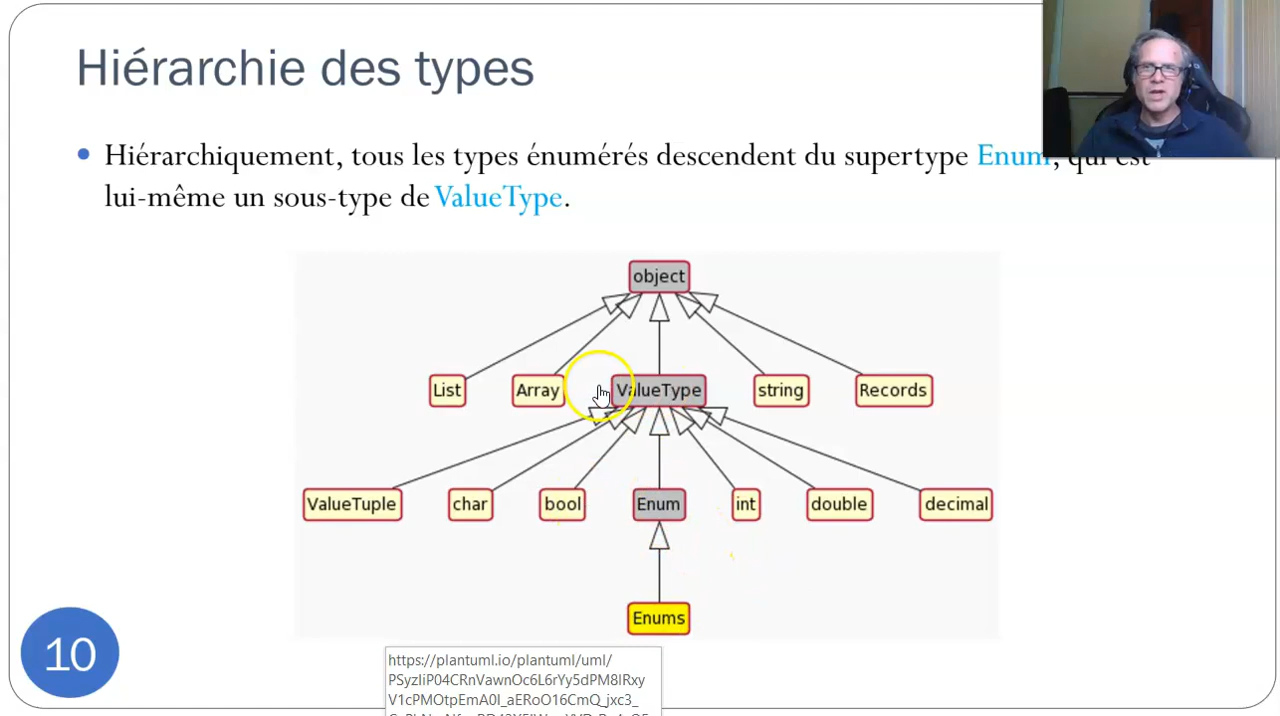 Hiérarchie des types
Hiérarchiquement, tous les types énumérés descendent du supertype Enum, qui est
lui-même un sous-type de ValueType.
object
List Array ValueType string Records
ValueTuple char bool Enum int double decimal
Enums
10
https://plantuml.io/plantuml/uml/